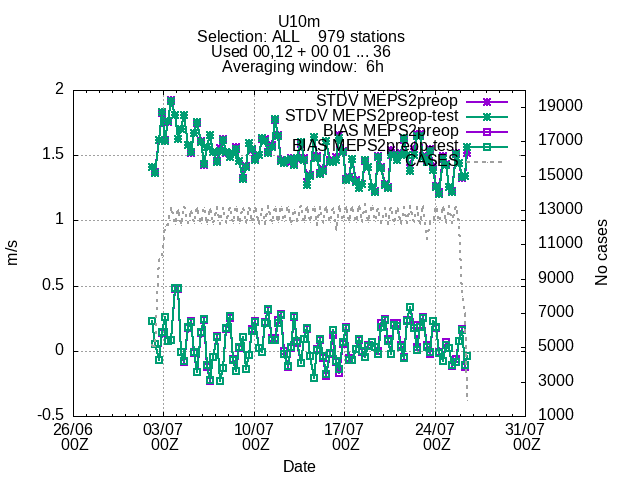 U10m
Selection: ALL    979 stations
Used 00,12 + 00 01 ... 36
Averaging window:  6h
2
1.5
1
0.5
0
-0.5
m/s
STDV MEPS2preop
STDV MEPS2preop-test
BIAS MEPS2preop
BIAS MEPS2preop-test
CASES
19000
17000
15000
13000
11000
9000
7000
5000
3000
1000
No cases
26/06 03/07 10/07 17/07 24/07 31/07
00Z 00Z 00Z 00Z 00Z 00Z
Date